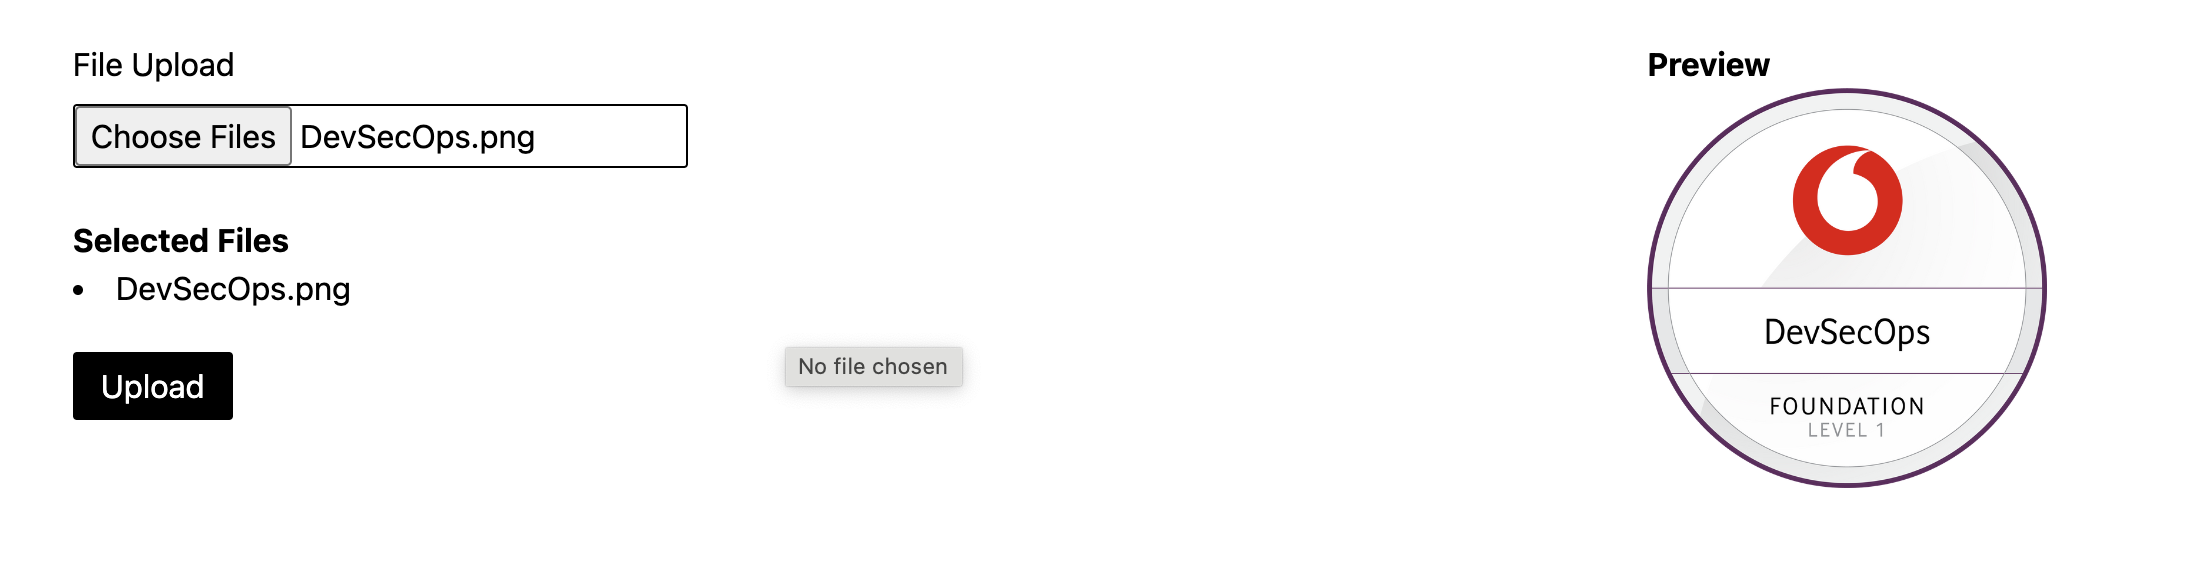 File Upload
Choose Files DevSecOps.png
Selected Files
• DevSecOps.png
Upload
No file chosen
Preview
DevSecOps
FOUNDATION
LEVEL 1